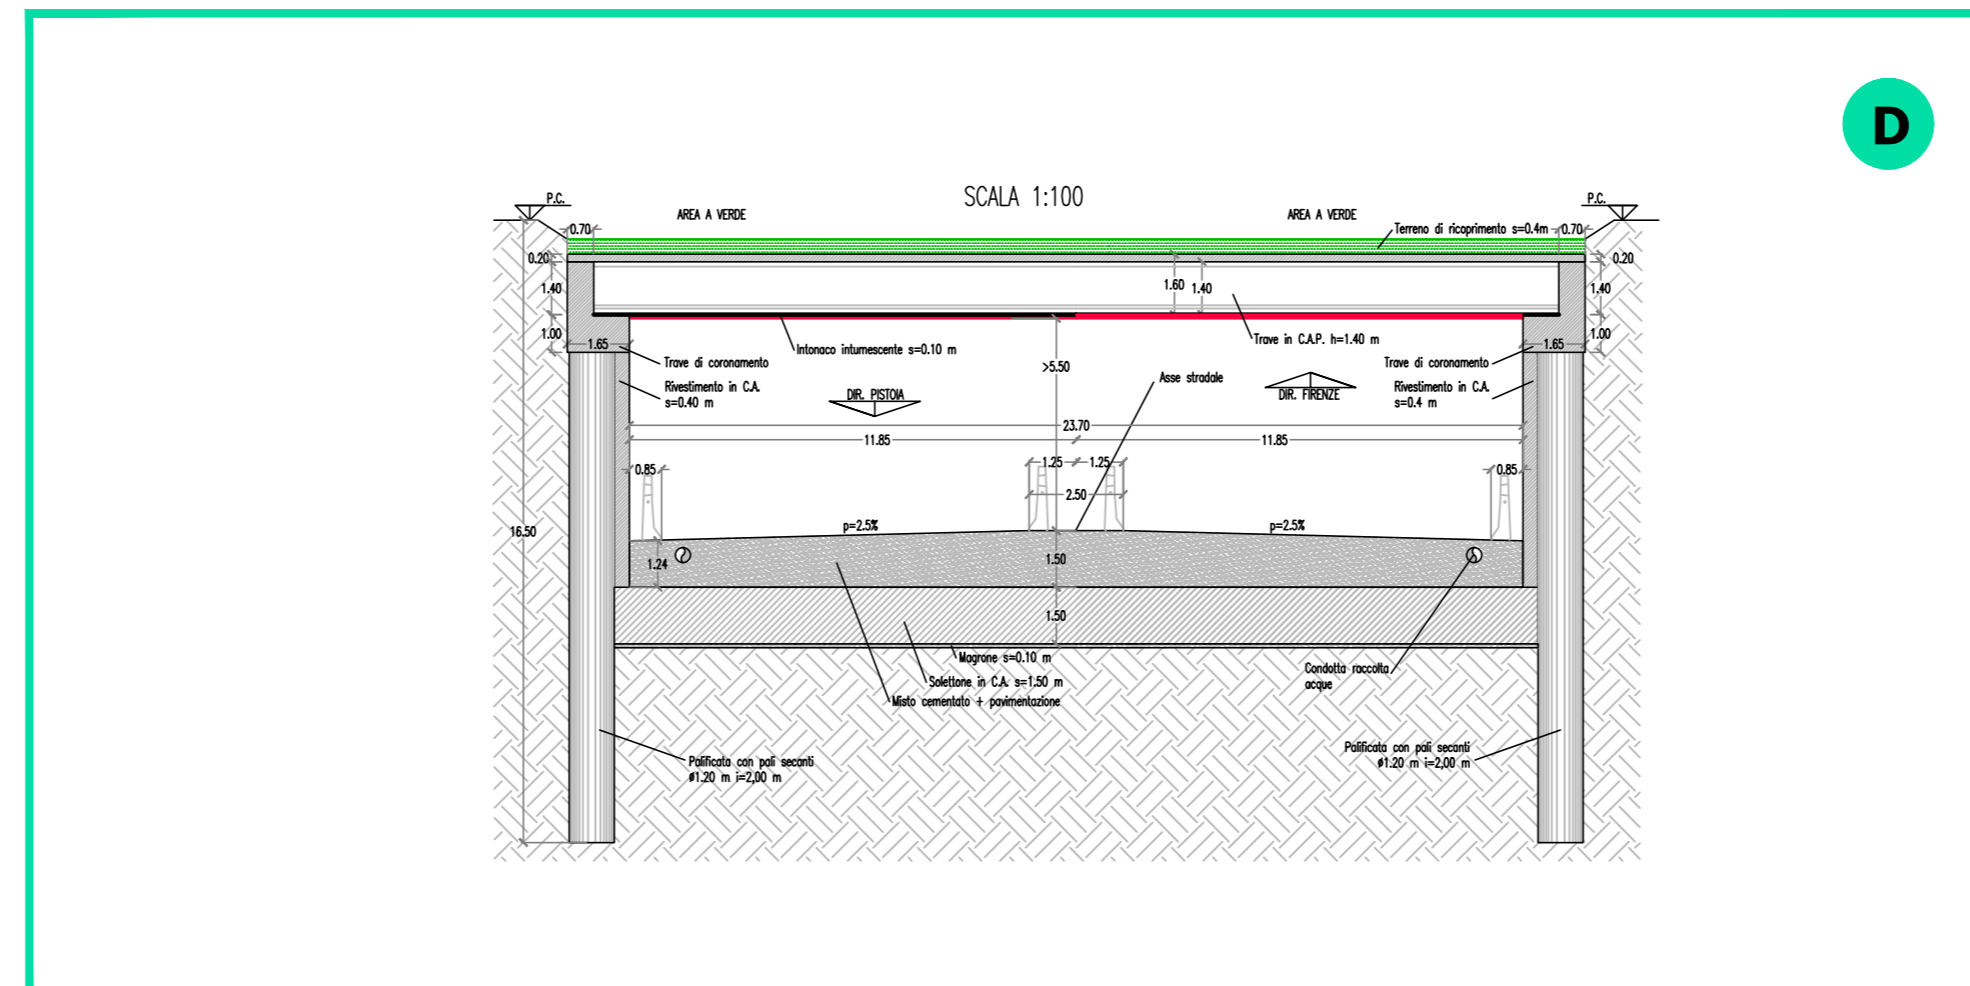 D
SCALA 1:100
P.C.
P.C.
AREA A VERDE
AREA A VERDE
Terreno di ricoprimento s=0.4m
0.70
0.70
0.20
0.20
1.40
1.60
1.40
1.40
1.00
1.00
1.65
1.65
Intonaco intumescente s=0.10 m
Trave in C.A.P. h=1.40 m
Trave di coronamento
Trave di coronamento
>5.50
Asse stradale
Rivestimento in C.A.
s=0.40 m
Rivestimento in C.A.
s=0.4 m
DIR. PISTOIA
DIR. FIRENZE
23.70
11.85
11.85
0.85
1.25
1.25
0.85
2.50
16.50
p=2.5%
p=2.5%
1.24
1.50
1.50
Magrone s=0.10 m
Solettone in C.A. s=1.50 m
Misto cementato + pavimentazione
Condotta raccolta
acque
Palificata con pali secanti
ø1.20 m i=2,00 m
Palificata con pali secanti
ø1.20 m i=2,00 m